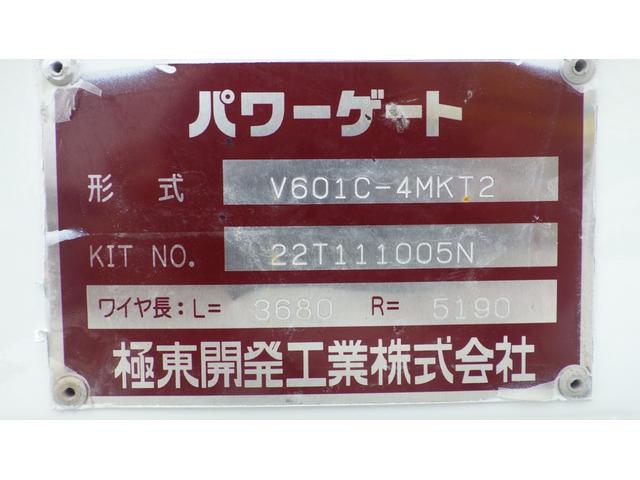 パワーゲート
形式 V601C-4MKT2
KIT NO. 22T111005N
ワイヤ長:L= 3680 R= 5190
極東開発工業株式会社